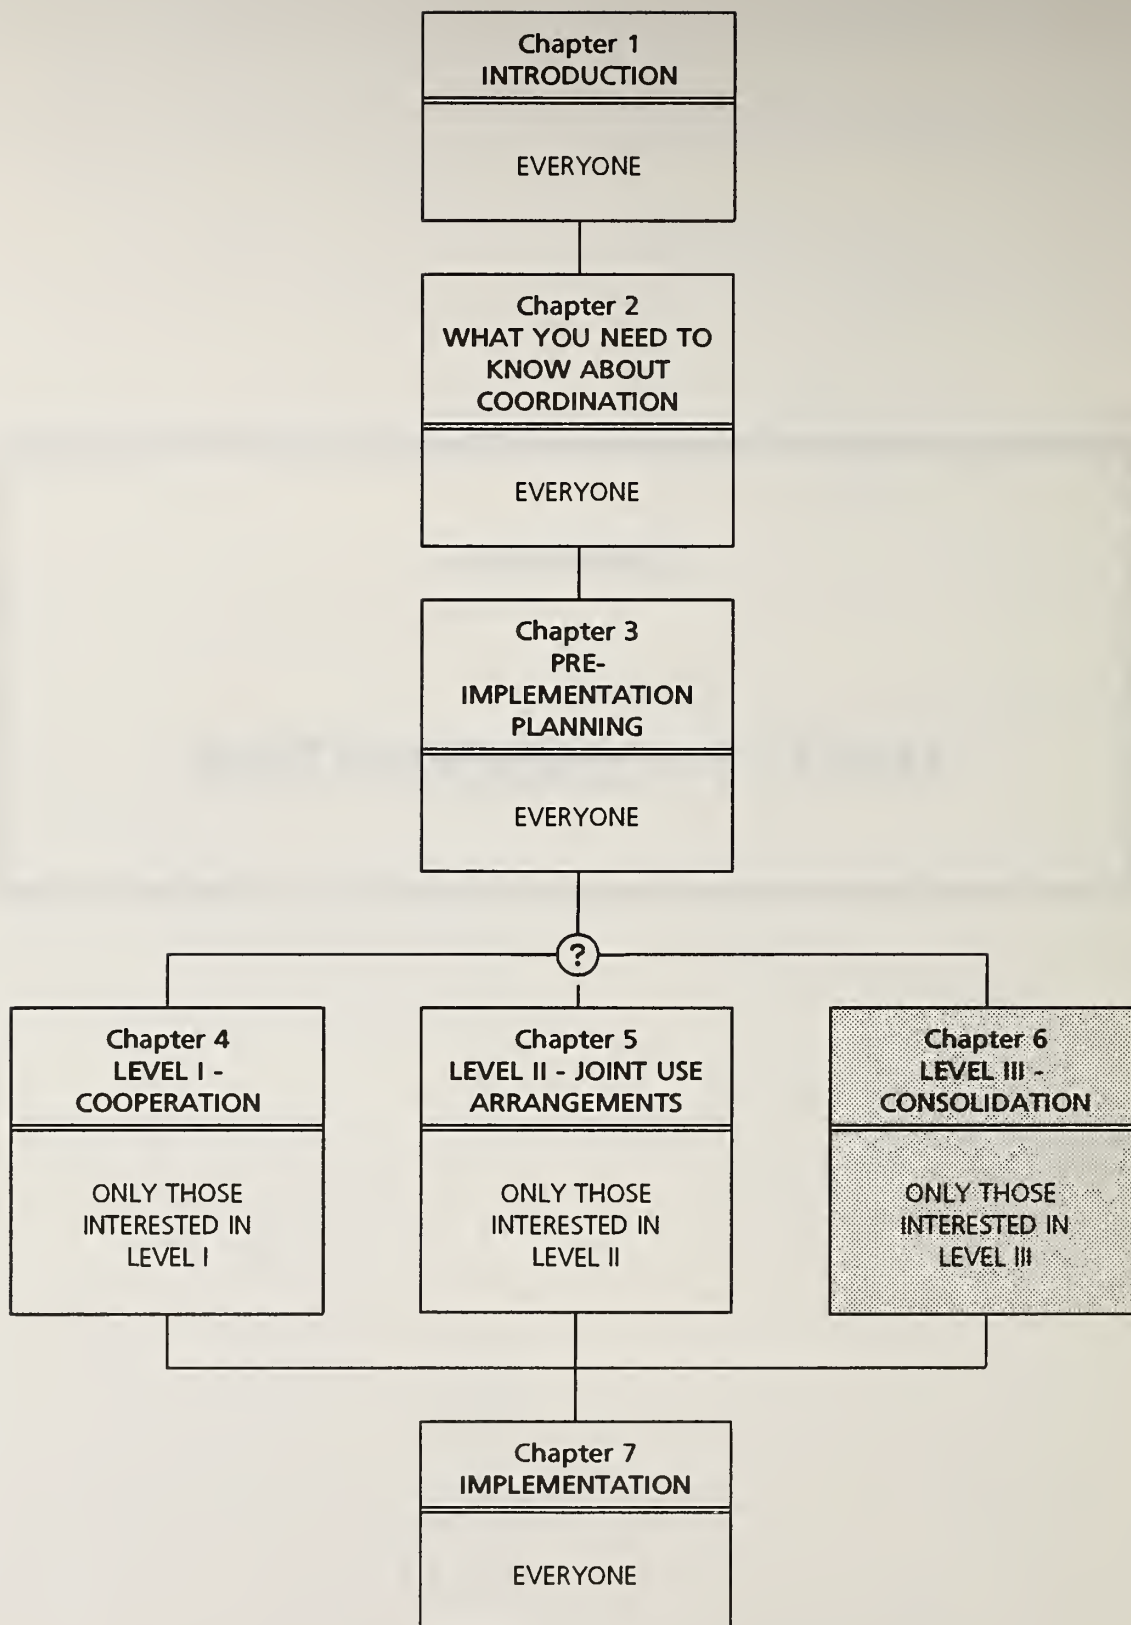 Chapter 1
INTRODUCTION
EVERYONE
Chapter 2
WHAT YOU NEED TO
KNOW ABOUT
COORDINATION
EVERYONE
Chapter 3
PRE-
IMPLEMENTATION
PLANNING
EVERYONE
?
Chapter 4
LEVEL I -
COOPERATION
ONLY THOSE
INTERESTED IN
LEVEL I
Chapter 5
LEVEL II - JOINT USE
ARRANGEMENTS
ONLY THOSE
INTERESTED IN
LEVEL II
Chapter 6
LEVEL III -
CONSOLIDATION
ONLY THOSE
INTERESTED IN
LEVEL III
Chapter 7
IMPLEMENTATION
EVERYONE